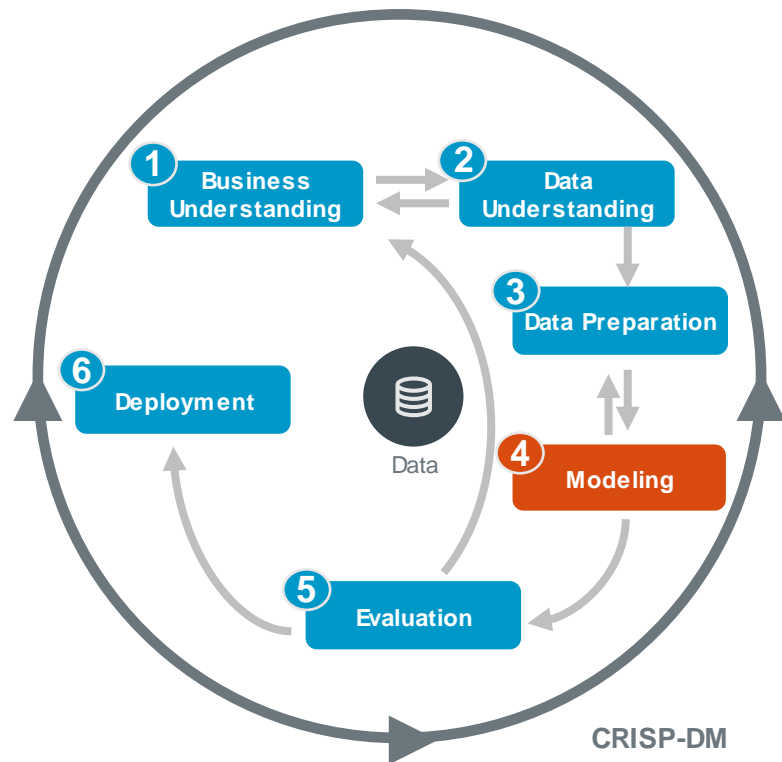 1
Business
Understanding
2
Data
Understanding
3
Data Preparation
6
Deployment
Data
4
Modeling
5
Evaluation
CRISP-DM